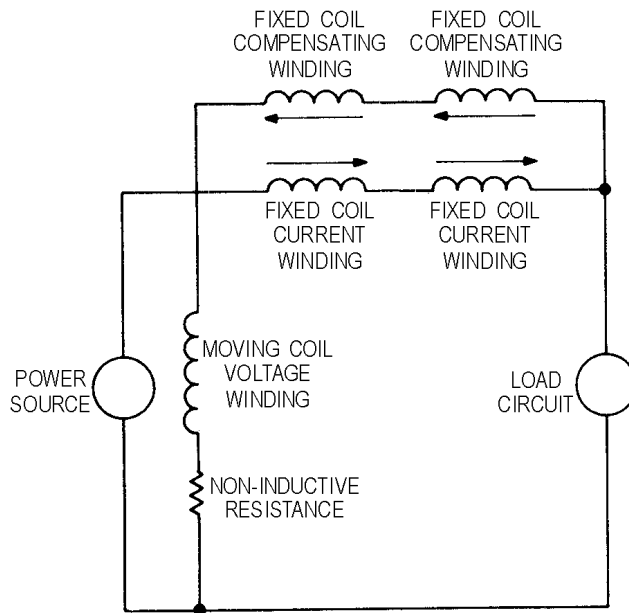 FIXED COIL
COMPENSATING
WINDING
FIXED COIL
COMPENSATING
WINDING
FIXED COIL
CURRENT
WINDING
FIXED COIL
CURRENT
WINDING
MOVING COIL
VOLTAGE
WINDING
POWER
SOURCE
LOAD
CIRCUIT
NON-INDUCTIVE
RESISTANCE